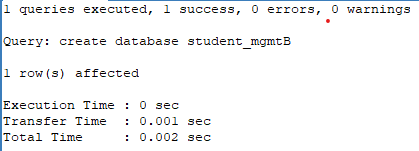 1 queries executed, 1 success, 0 errors, 0 warnings
Query: create database student_mgmtB
1 row(s) affected
Execution Time : 0 sec
Transfer Time : 0.001 sec
Total Time : 0.002 sec